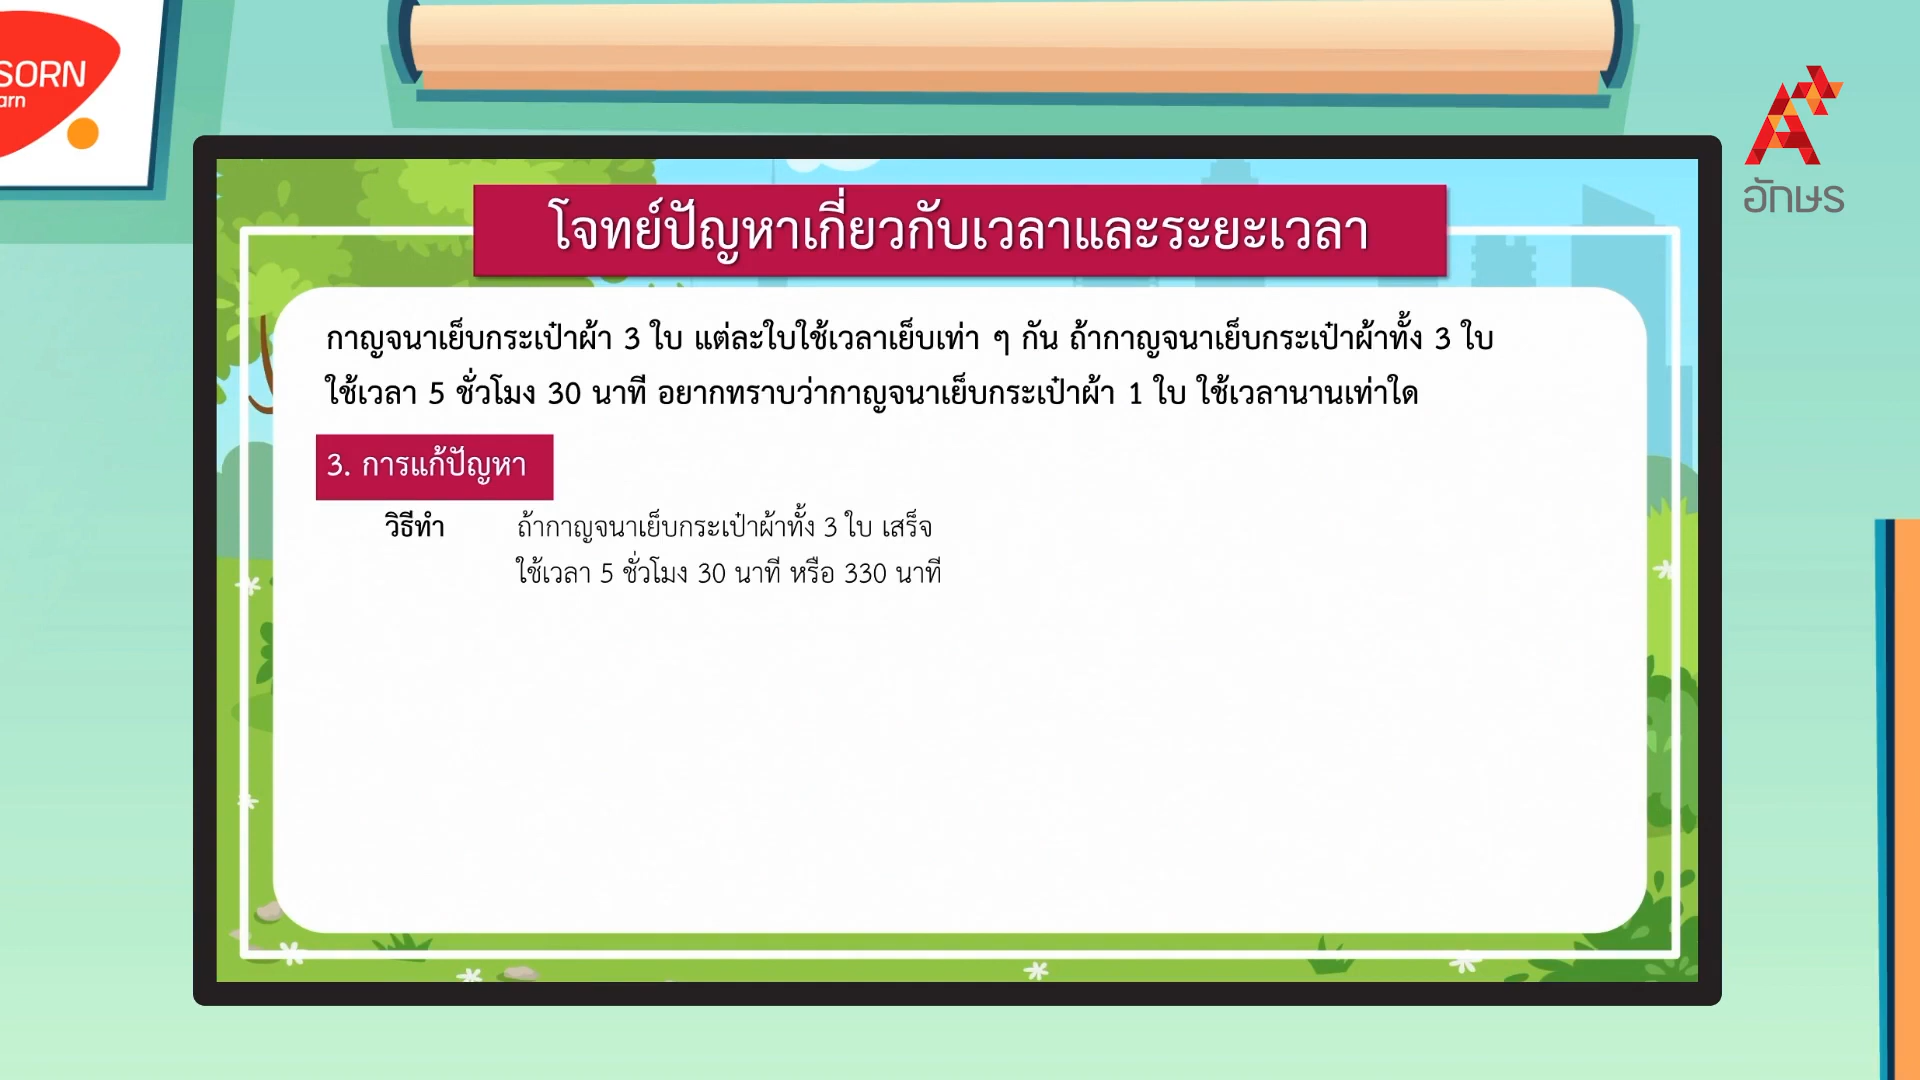 SORN
arn
อักษร
โจทย์ปัญหาเกี่ยวกับเวลาและระยะเวลา
กาญจนาเย็บกระเป๋าผ้า 3 ใบ แต่ละใบใช้เวลาเย็บเท่า ๆ กัน ถ้ากาญจนาเย็บกระเป๋าผ้าทั้ง 3 ใบ
ใช้เวลา 5 ชั่วโมง 30 นาที อยากทราบว่ากาญจนาเย็บกระเป๋าผ้า 1 ใบ ใช้เวลานานเท่าใด
3. การแก้ปัญหา
วิธีทำ ถ้ากาญจนาเย็บกระเป๋าผ้าทั้ง 3 ใบ เสร็จ
ใช้เวลา 5 ชั่วโมง 30 นาที หรือ 330 นาที